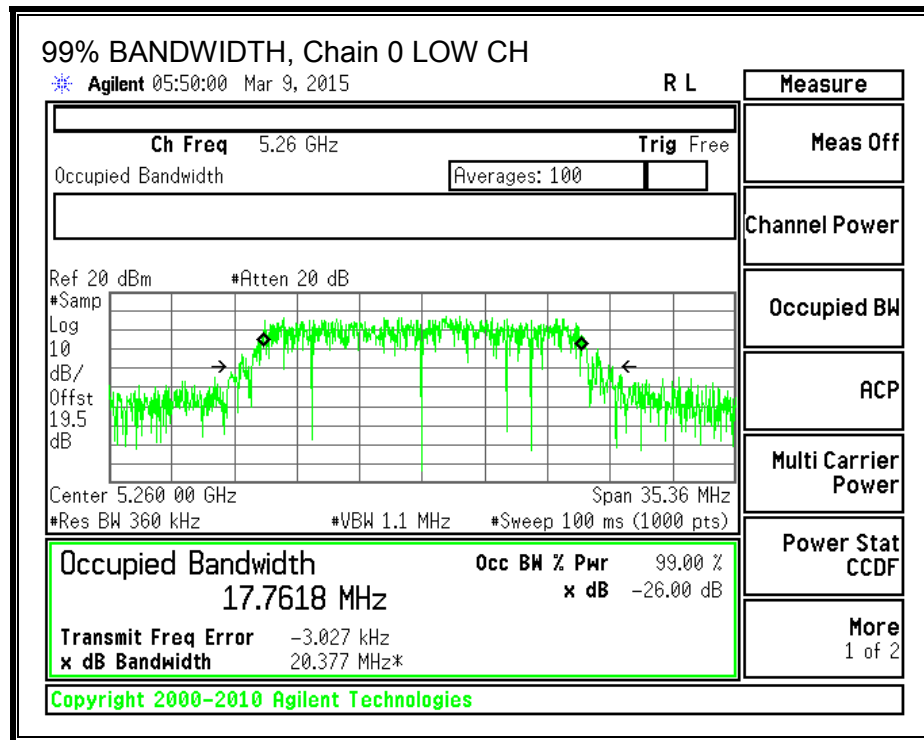 99% BANDWIDTH, Chain 0 LOW CH
Agilent 05:50:00 Mar 9, 2015 R L
Measure
Ch Freq 5.26 GHz Trig Free
Occupied Bandwidth Averages: 100
Meas Off
Channel Power
Occupied BW
ACP
Multi Carrier
Power
Power Stat
CCDF
More
1 of 2
Ref 20 dBm #Atten 20 dB
#Samp
Log
10
dB/
Offst
19.5
dB
Center 5.260 00 GHz Span 35.36 MHz
#Res BW 360 kHz #VBW 1.1 MHz #Sweep 100 ms (1000 pts)
Occupied Bandwidth Occ BW % Pwr 99.00 %
17.7618 MHz x dB -26.00 dB
Transmit Freq Error -3.027 kHz
x dB Bandwidth 20.377 MHz*
Copyright 2000-2010 Agilent Technologies